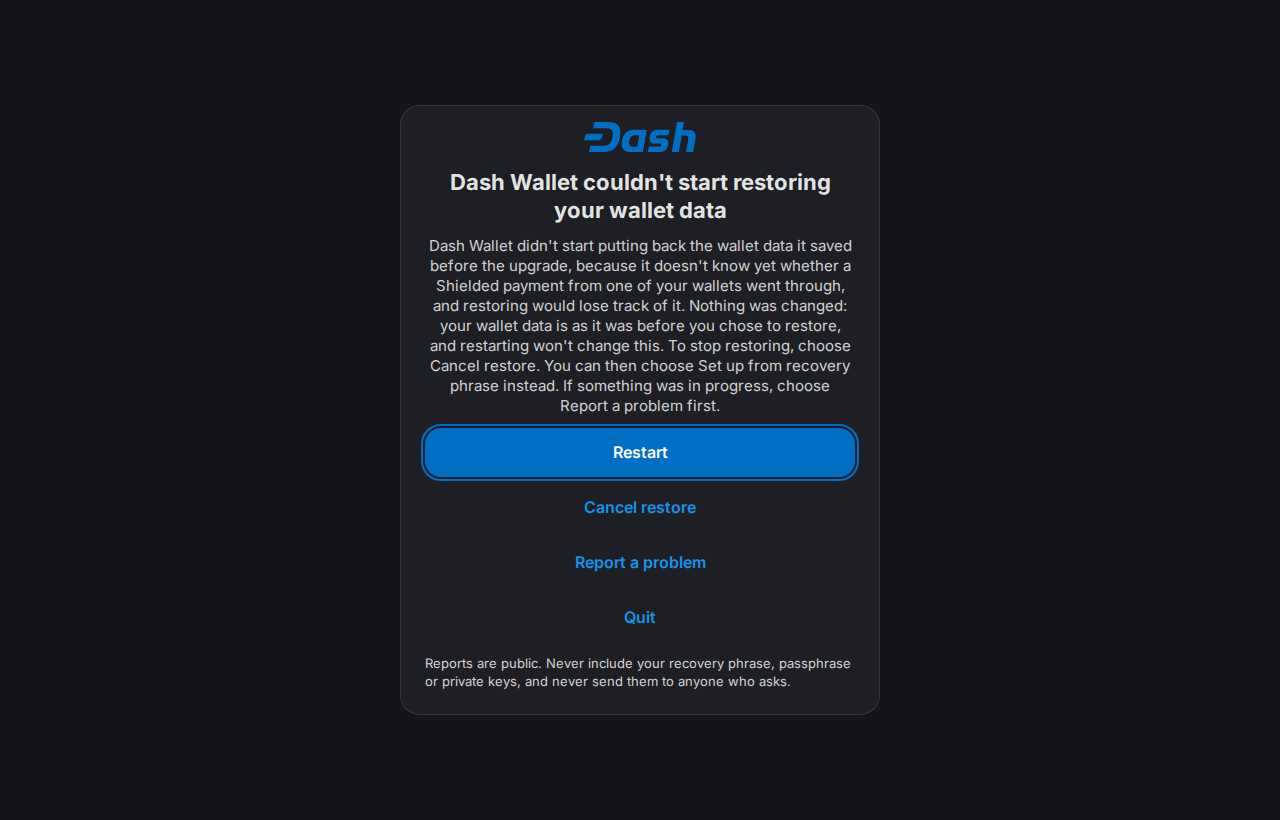 Dash
Dash Wallet couldn't start restoring
your wallet data
Dash Wallet didn't start putting back the wallet data it saved
before the upgrade, because it doesn't know yet whether a
Shielded payment from one of your wallets went through,
and restoring would lose track of it. Nothing was changed:
your wallet data is as it was before you chose to restore,
and restarting won't change this. To stop restoring, choose
Cancel restore. You can then choose Set up from recovery
phrase instead. If something was in progress, choose
Report a problem first.
Restart
Cancel restore
Report a problem
Quit
Reports are public. Never include your recovery phrase, passphrase
or private keys, and never send them to anyone who asks.